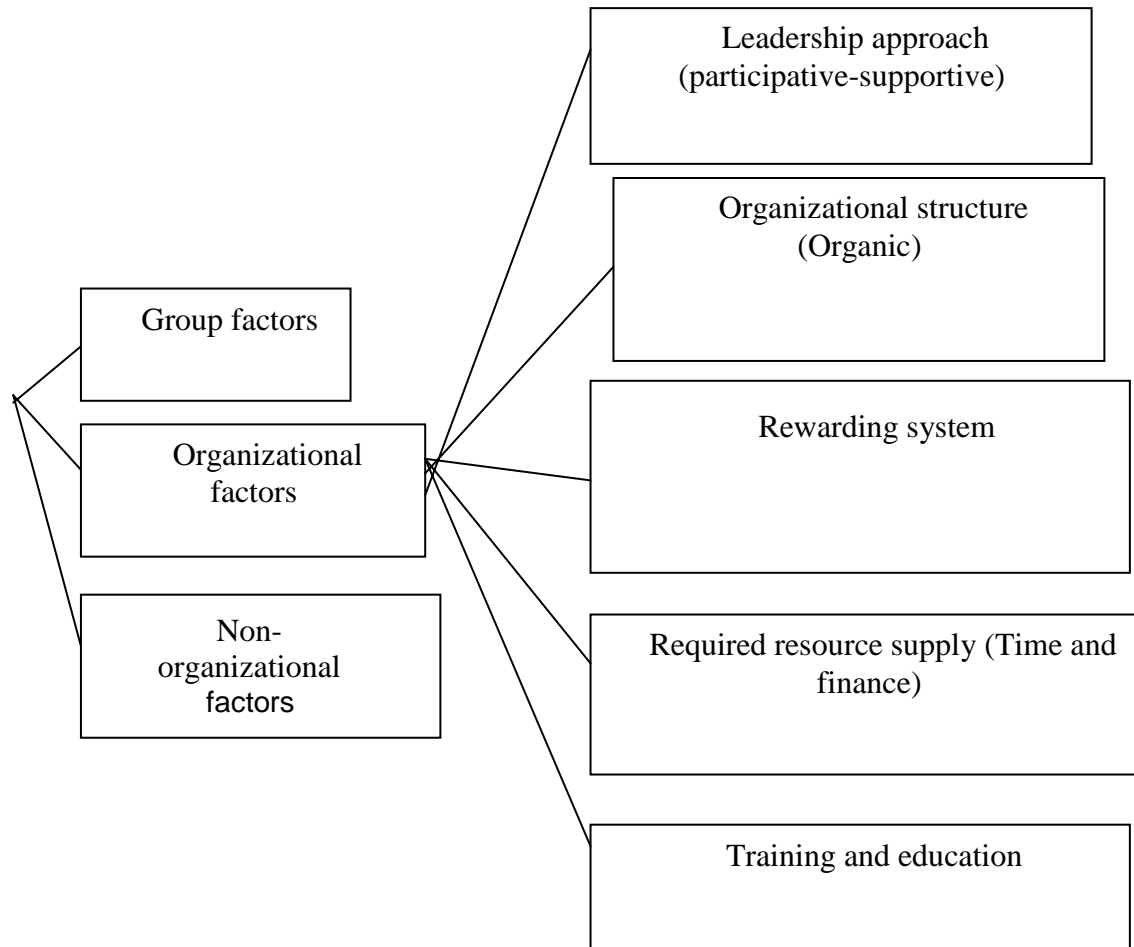 Leadership approach
(participative-supportive)
Organizational structure
(Organic)
Group factors
Rewarding system
Organizational
factors
Non-
organizational
factors
Required resource supply (Time and
finance)
Training and education